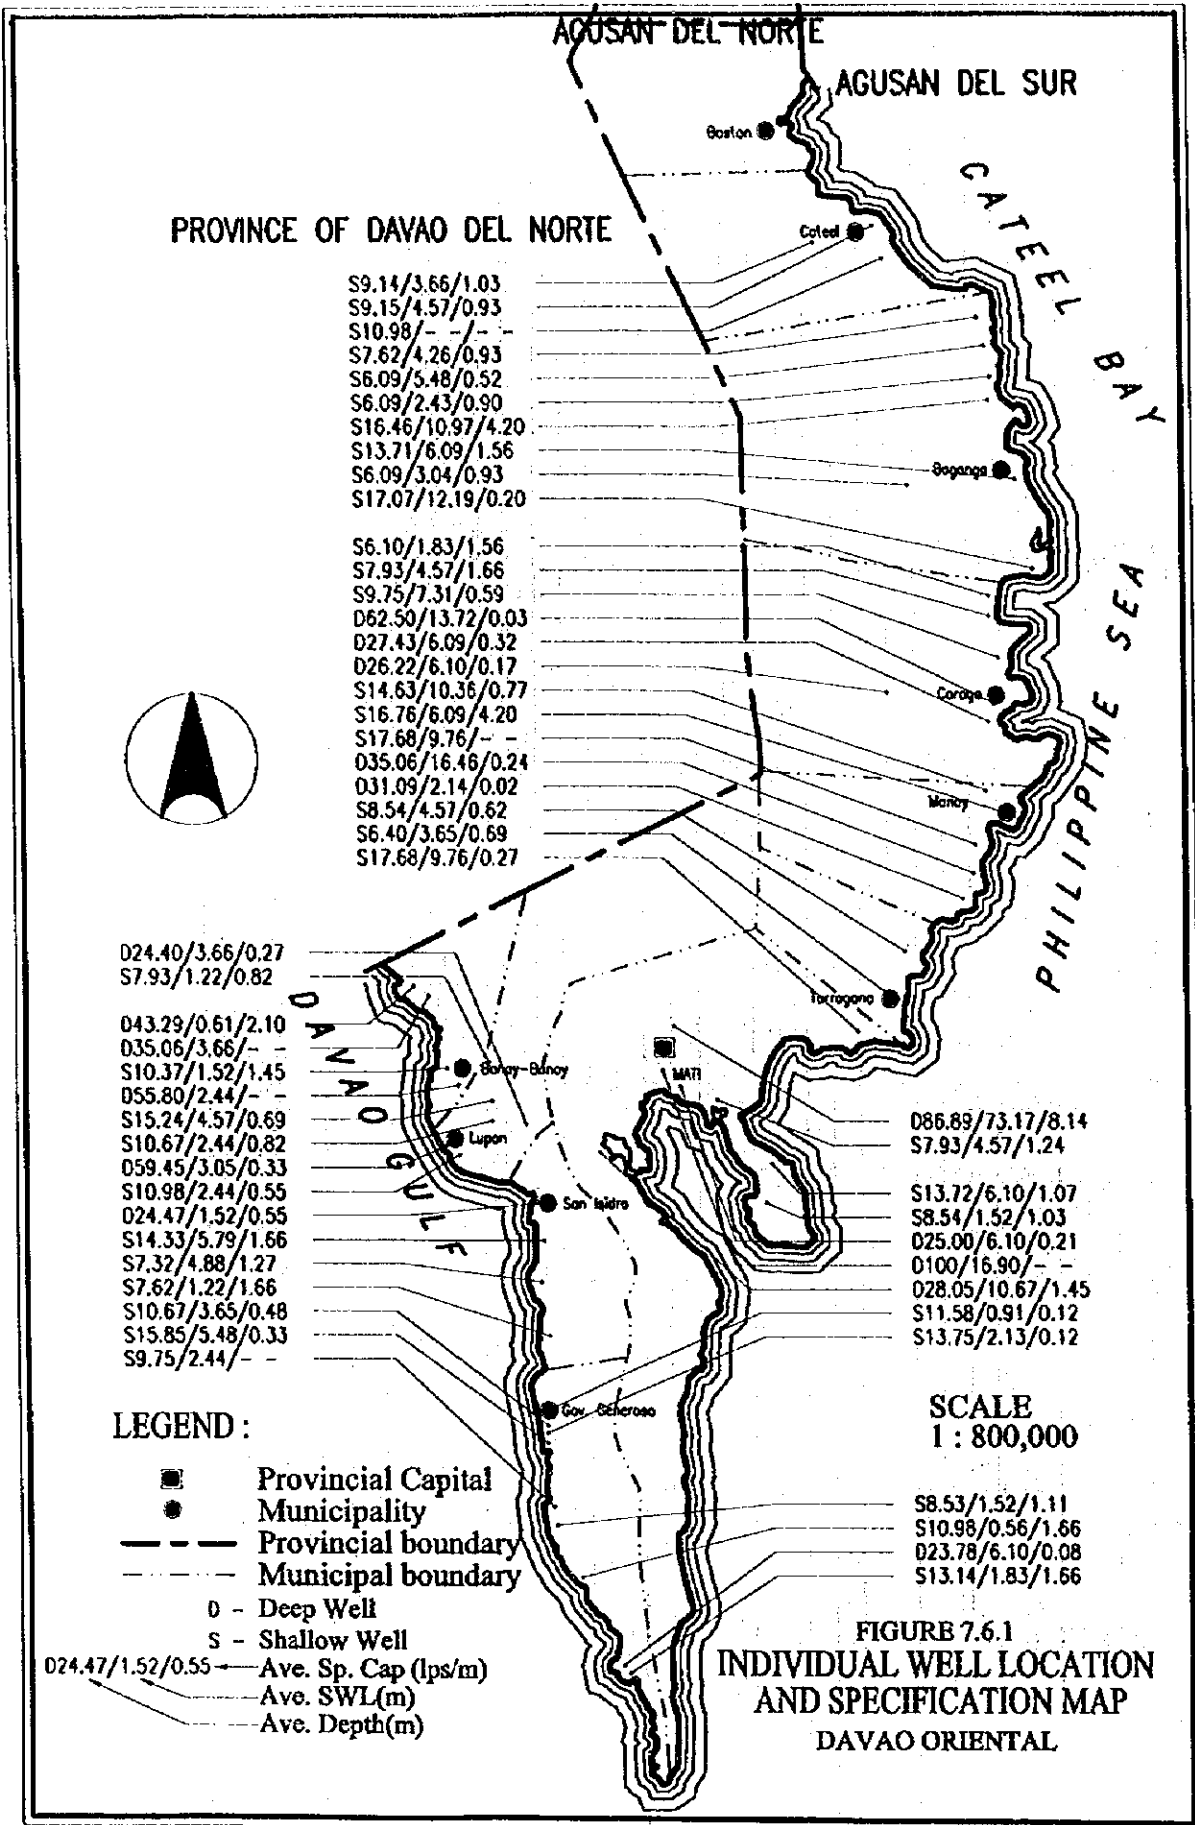 AGUSAN DEL NORTE
AGUSAN DEL SUR
Boston
CATEEL BAY
PROVINCE OF DAVAO DEL NORTE
Cateel
S9.14/3.66/1.03
S9.15/4.57/0.93
S10.98/- -/- -
S7.62/4.26/0.93
S6.09/5.48/0.52
S6.09/2.43/0.90
S16.46/10.97/4.20
S13.71/6.09/1.56
S6.09/3.04/0.93
S17.07/12.19/0.20
Baganga
S6.10/1.83/1.56
S7.93/4.57/1.66
S9.75/7.31/0.59
D62.50/13.72/0.03
D27.43/6.09/0.32
D26.22/6.10/0.17
S14.63/10.36/0.77
S16.76/6.09/4.20
S17.68/9.76/- -
D35.06/16.46/0.24
D31.09/2.14/0.02
S8.54/4.57/0.62
S6.40/3.65/0.69
S17.68/9.76/0.27
PHILIPPINE SEA
Caraga
Manay
Tarragona
D24.40/3.66/0.27
S7.93/1.22/0.82
D43.29/0.61/2.10
D35.06/3.66/- -
S10.37/1.52/1.45
D55.80/2.44/- -
S15.24/4.57/0.69
S10.67/2.44/0.82
D59.45/3.05/0.33
S10.98/2.44/0.55
D24.47/1.52/0.55
S14.33/5.79/1.66
S7.32/4.88/1.27
S7.62/1.22/1.66
S10.67/3.65/0.48
S15.85/5.48/0.33
S9.75/2.44/- -
DAVAO GULF
Banay-Banay
Lupon
San Isidro
MATI
Gov. Generoso
D86.89/73.17/8.14
S7.93/4.57/1.24
S13.72/6.10/1.07
S8.54/1.52/1.03
D25.00/6.10/0.21
D100/16.90/- -
D28.05/10.67/1.45
S11.58/0.91/0.12
S13.75/2.13/0.12
SCALE
1 : 800,000
S8.53/1.52/1.11
S10.98/0.56/1.66
D23.78/6.10/0.08
S13.14/1.83/1.66
LEGEND :
Provincial Capital
Municipality
Provincial boundary
Municipal boundary
D - Deep Well
S - Shallow Well
D24.47/1.52/0.55 Ave. Sp. Cap (lps/m)
Ave. SWL(m)
Ave. Depth(m)
FIGURE 7.6.1
INDIVIDUAL WELL LOCATION
AND SPECIFICATION MAP
DAVAO ORIENTAL